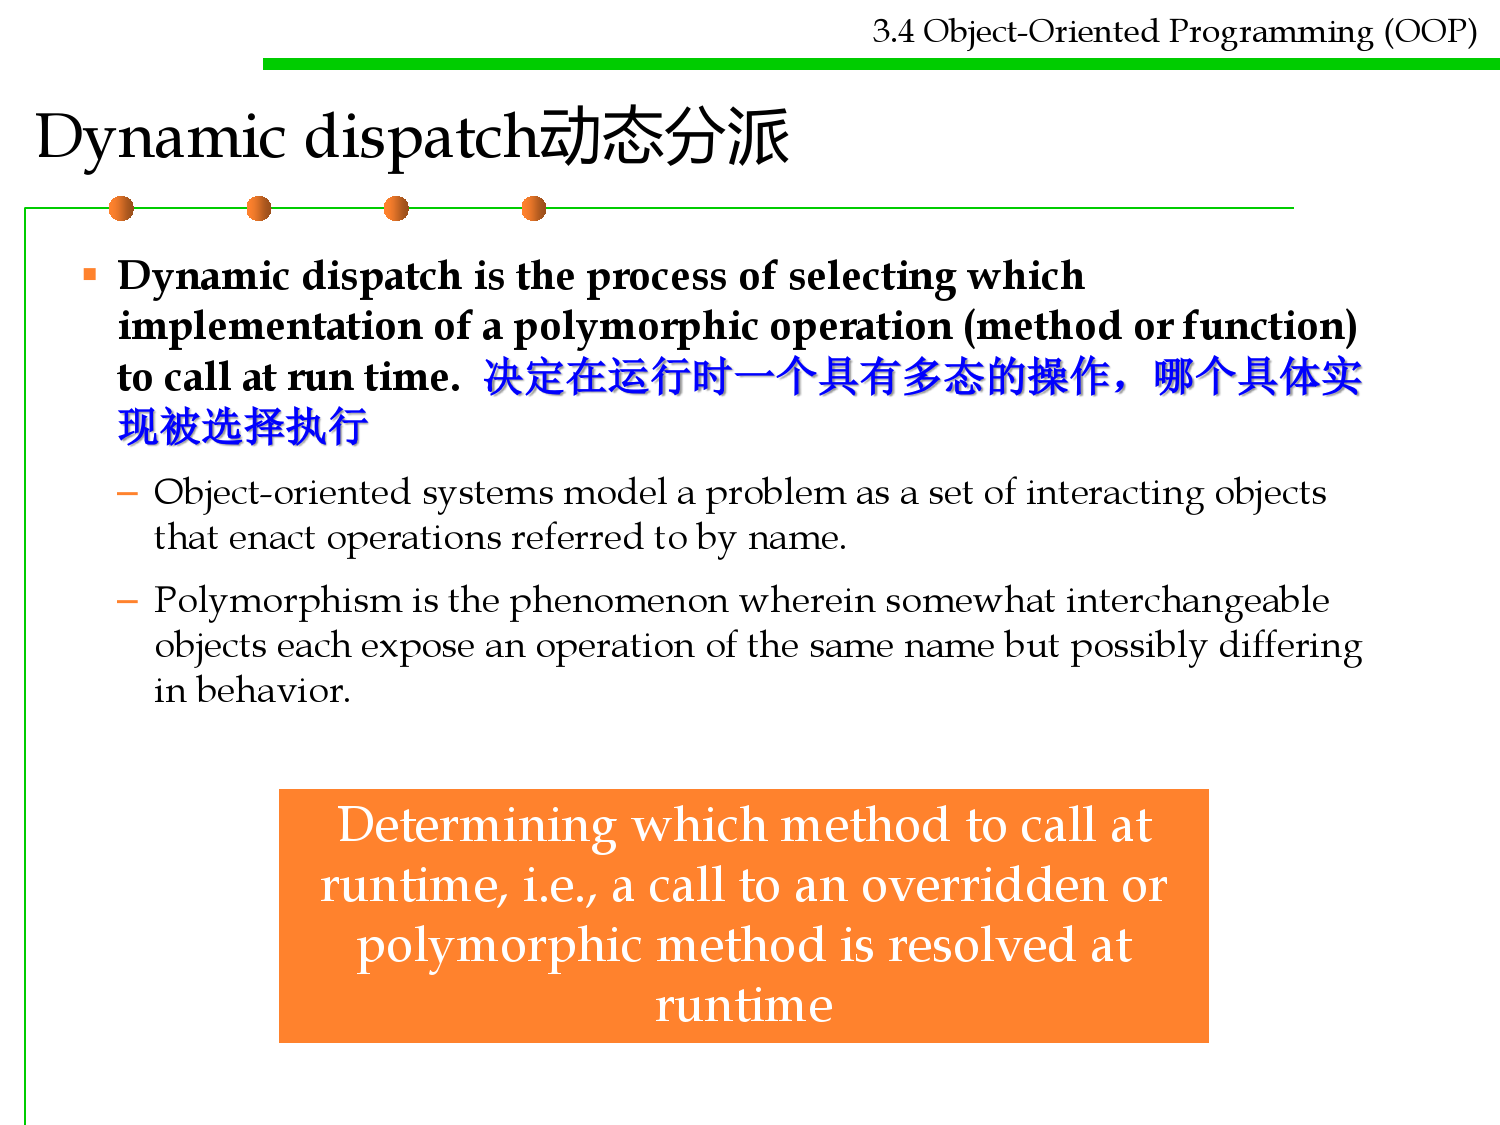 3.4 Object-Oriented Programming (OOP)
Dynamic dispatch动态分派
▪ Dynamic dispatch is the process of selecting which
implementation of a polymorphic operation (method or function)
to call at run time. 决定在运行时一个具有多态的操作，哪个具体实
现被选择执行
– Object-oriented systems model a problem as a set of interacting objects
that enact operations referred to by name.
– Polymorphism is the phenomenon wherein somewhat interchangeable
objects each expose an operation of the same name but possibly differing
in behavior.
Determining which method to call at
runtime, i.e., a call to an overridden or
polymorphic method is resolved at
runtime